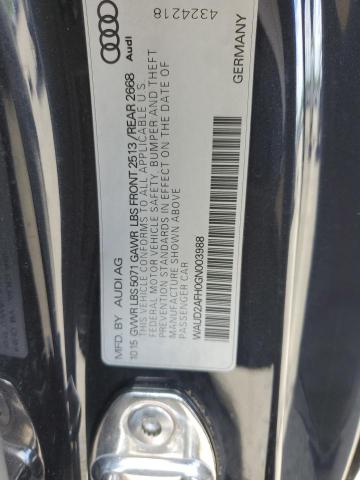 MFD. BY AUDI AG
10 15 GVWR LBS 5071 GAWR LBS FRONT 2513 / REAR 2668
THIS VEHICLE CONFORMS TO ALL APPLICABLE U.S.
FEDERAL MOTOR VEHICLE SAFETY, BUMPER AND THEFT
PREVENTION STANDARDS IN EFFECT ON THE DATE OF
MANUFACTURE
PASSENGER CAR
WAUD2AFH0GN003988
GERMANY
Audi
4324218